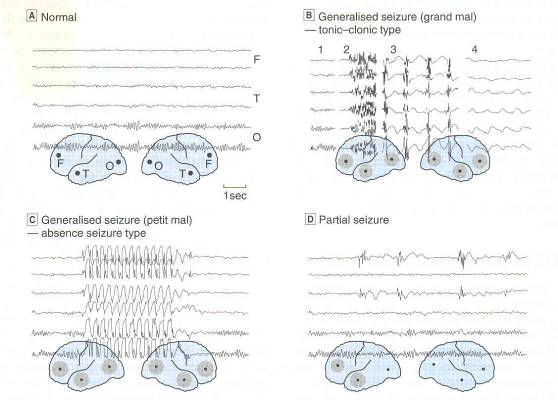 A Normal
F
T
O
F
T
O
O
T
F
1sec
B Generalised seizure (grand mal)
— tonic–clonic type
1 2 3 4
C Generalised seizure (petit mal)
— absence seizure type
D Partial seizure